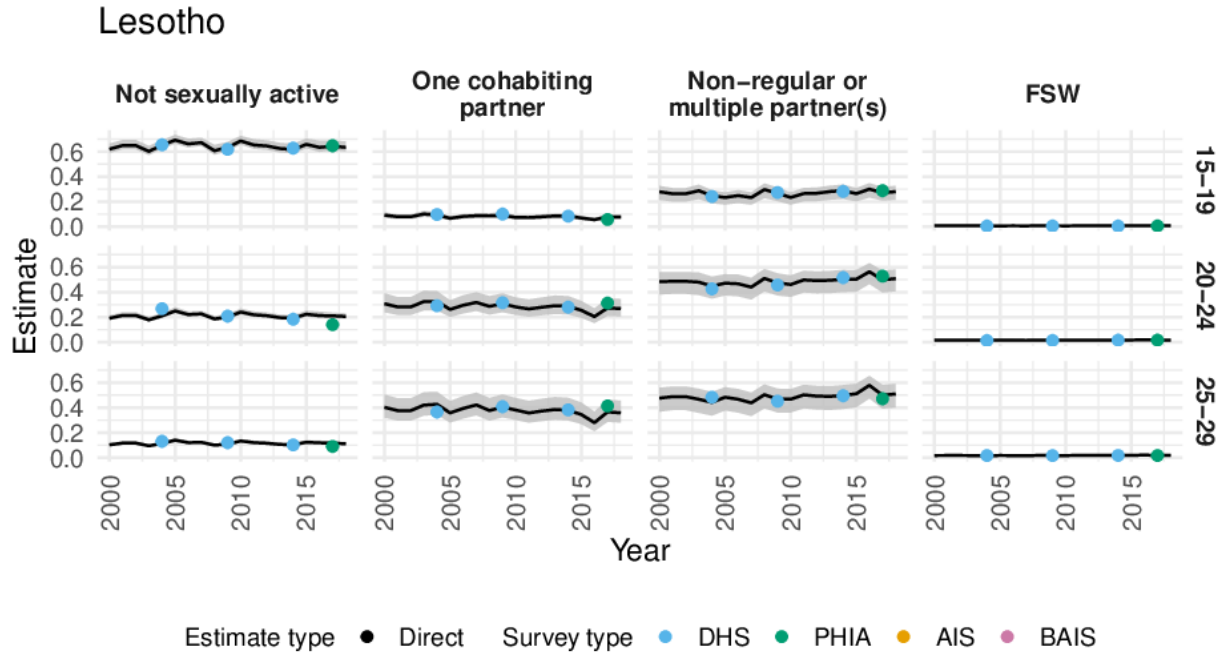 Lesotho
Not sexually active
One cohabiting
partner
Non−regular or
multiple partner(s)
FSW
Estimate
0.6
0.4
0.2
0.0
15−19
0.6
0.4
0.2
0.0
20−24
0.6
0.4
0.2
0.0
25−29
2000 2005 2010 2015 2000 2005 2010 2015 2000 2005 2010 2015 2000 2005 2010 2015
Year
Estimate type Direct Survey type DHS PHIA AIS BAIS